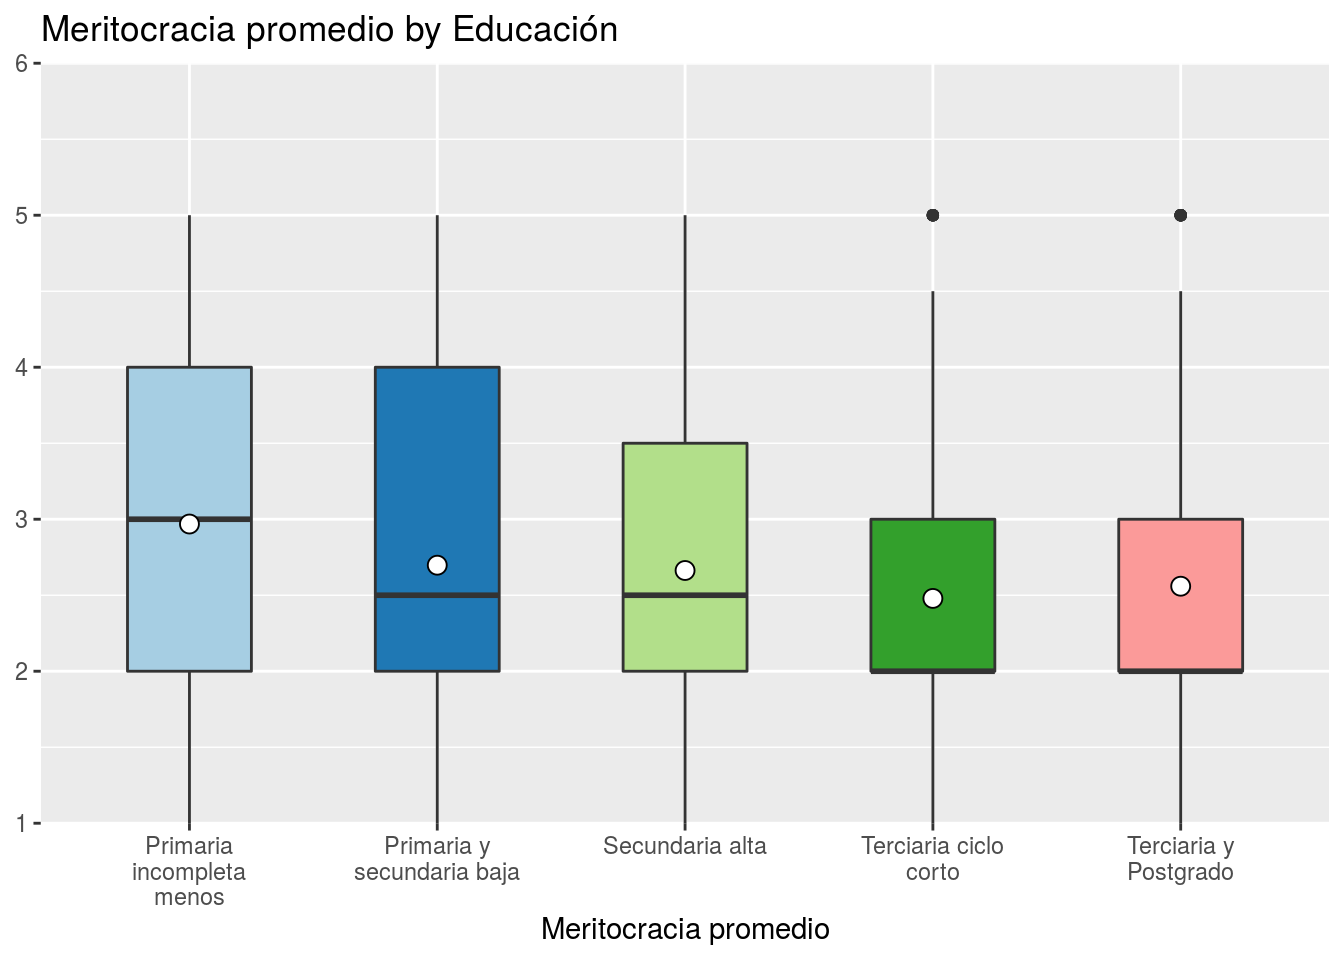 Meritocracia promedio by Educación
6
5
4
3
2
1
Primaria
incompleta
menos
Primaria y
secundaria baja
Secundaria alta
Terciaria ciclo
corto
Terciaria y
Postgrado
Meritocracia promedio